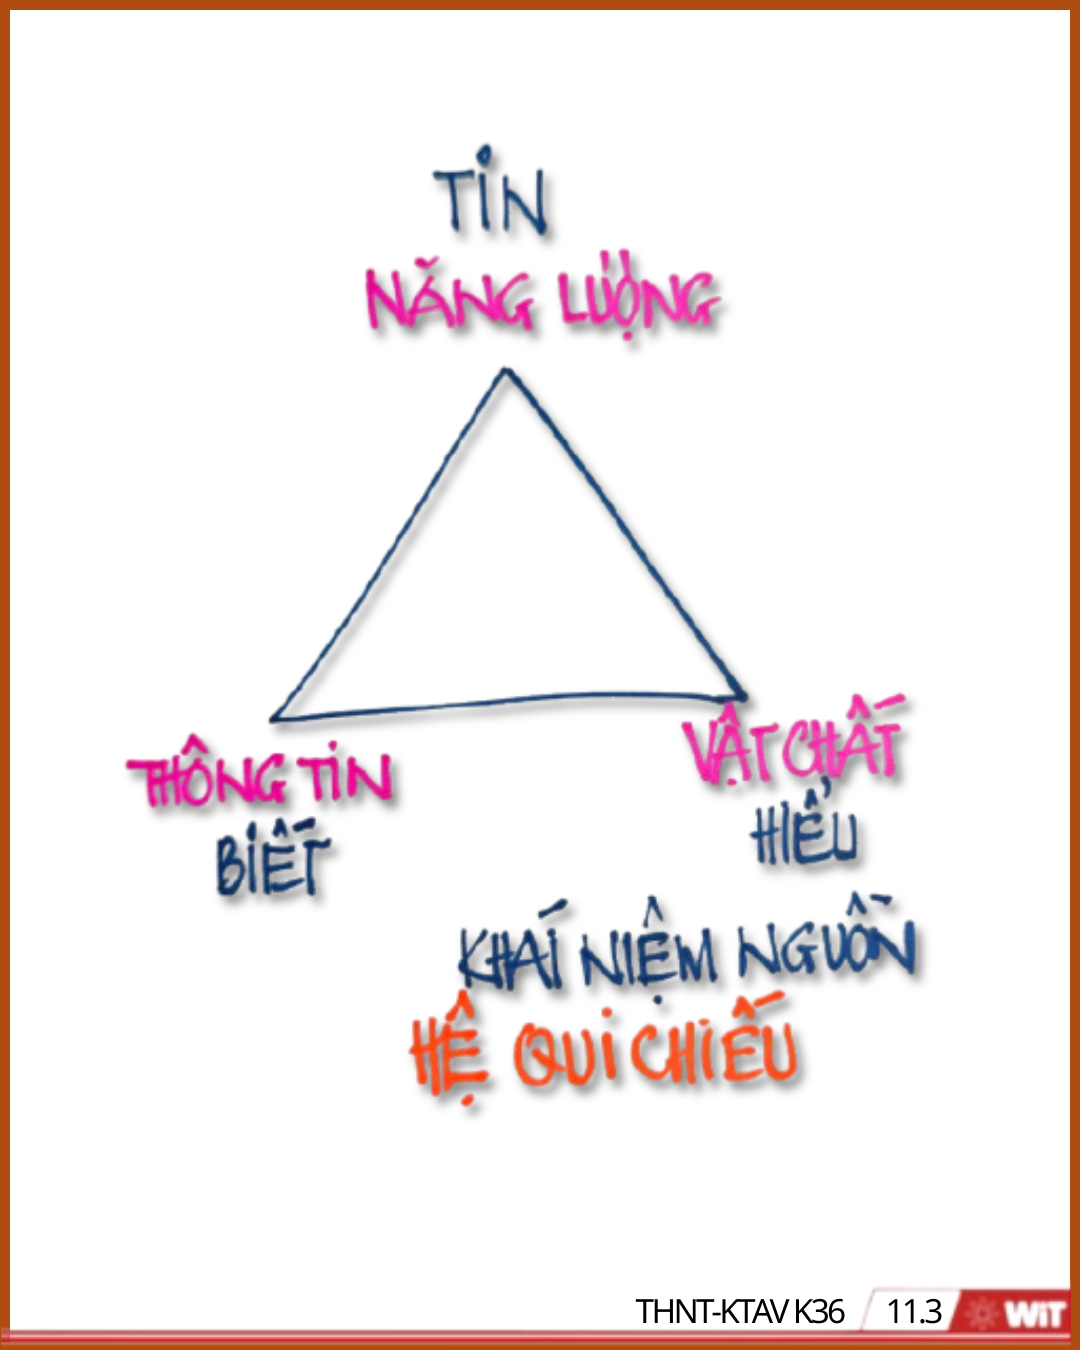 TIN
NĂNG LƯỢNG
THÔNG TIN
BIẾT
VẬT CHẤT
HIỂU
KHÁI NIỆM NGUỒN
HỆ QUI CHIẾU
THNT-KTAV K36 11.3 WiT